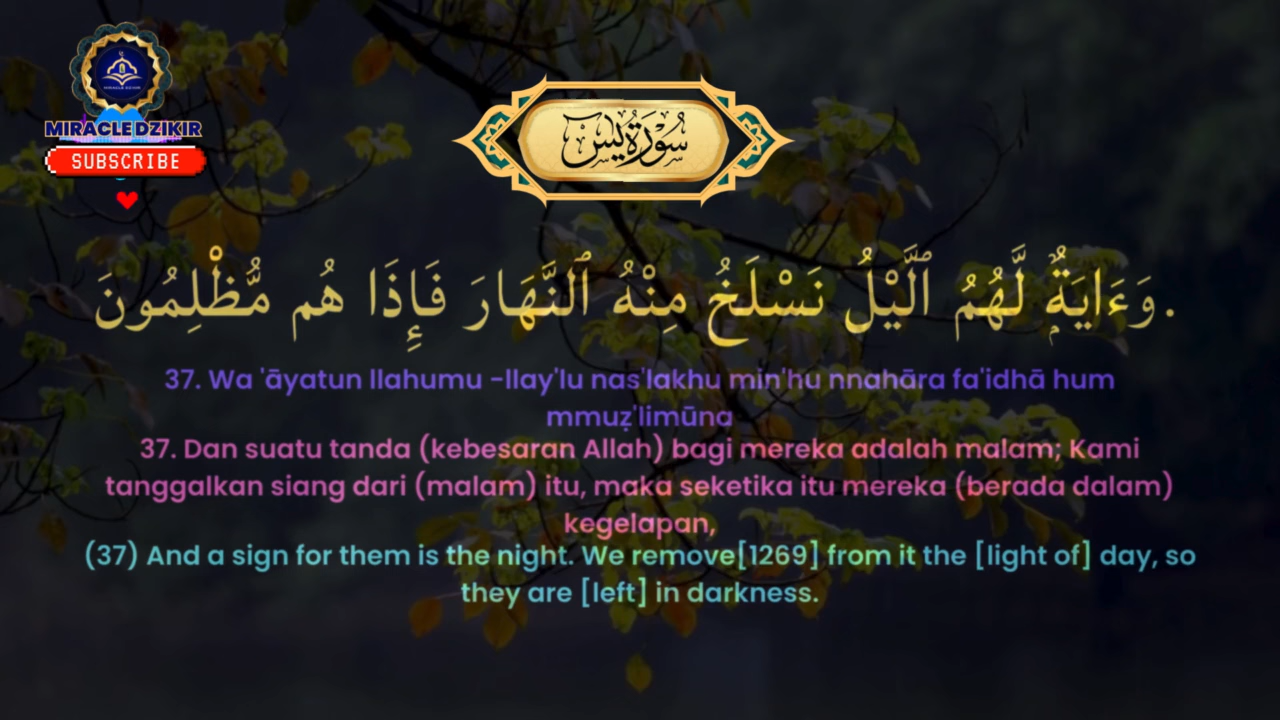 MIRACLE DZIKIR
MIRACLE DZIKIR
SUBSCRIBE
سُوْرَةُ يٰسٓ
وَءَايَةٌ لَّهُمُ ٱلَّيْلُ نَسْلَخُ مِنْهُ ٱلنَّهَارَ فَإِذَا هُم مُّظْلِمُونَ.
37. Wa 'āyatun llahumu -llay'lu nas'lakhu min'hu nnahāra fa'idhā hum
mmuẓ'limūna
37. Dan suatu tanda (kebesaran Allah) bagi mereka adalah malam; Kami
tanggalkan siang dari (malam) itu, maka seketika itu mereka (berada dalam)
kegelapan,
(37) And a sign for them is the night. We remove[1269] from it the [light of] day, so
they are [left] in darkness.